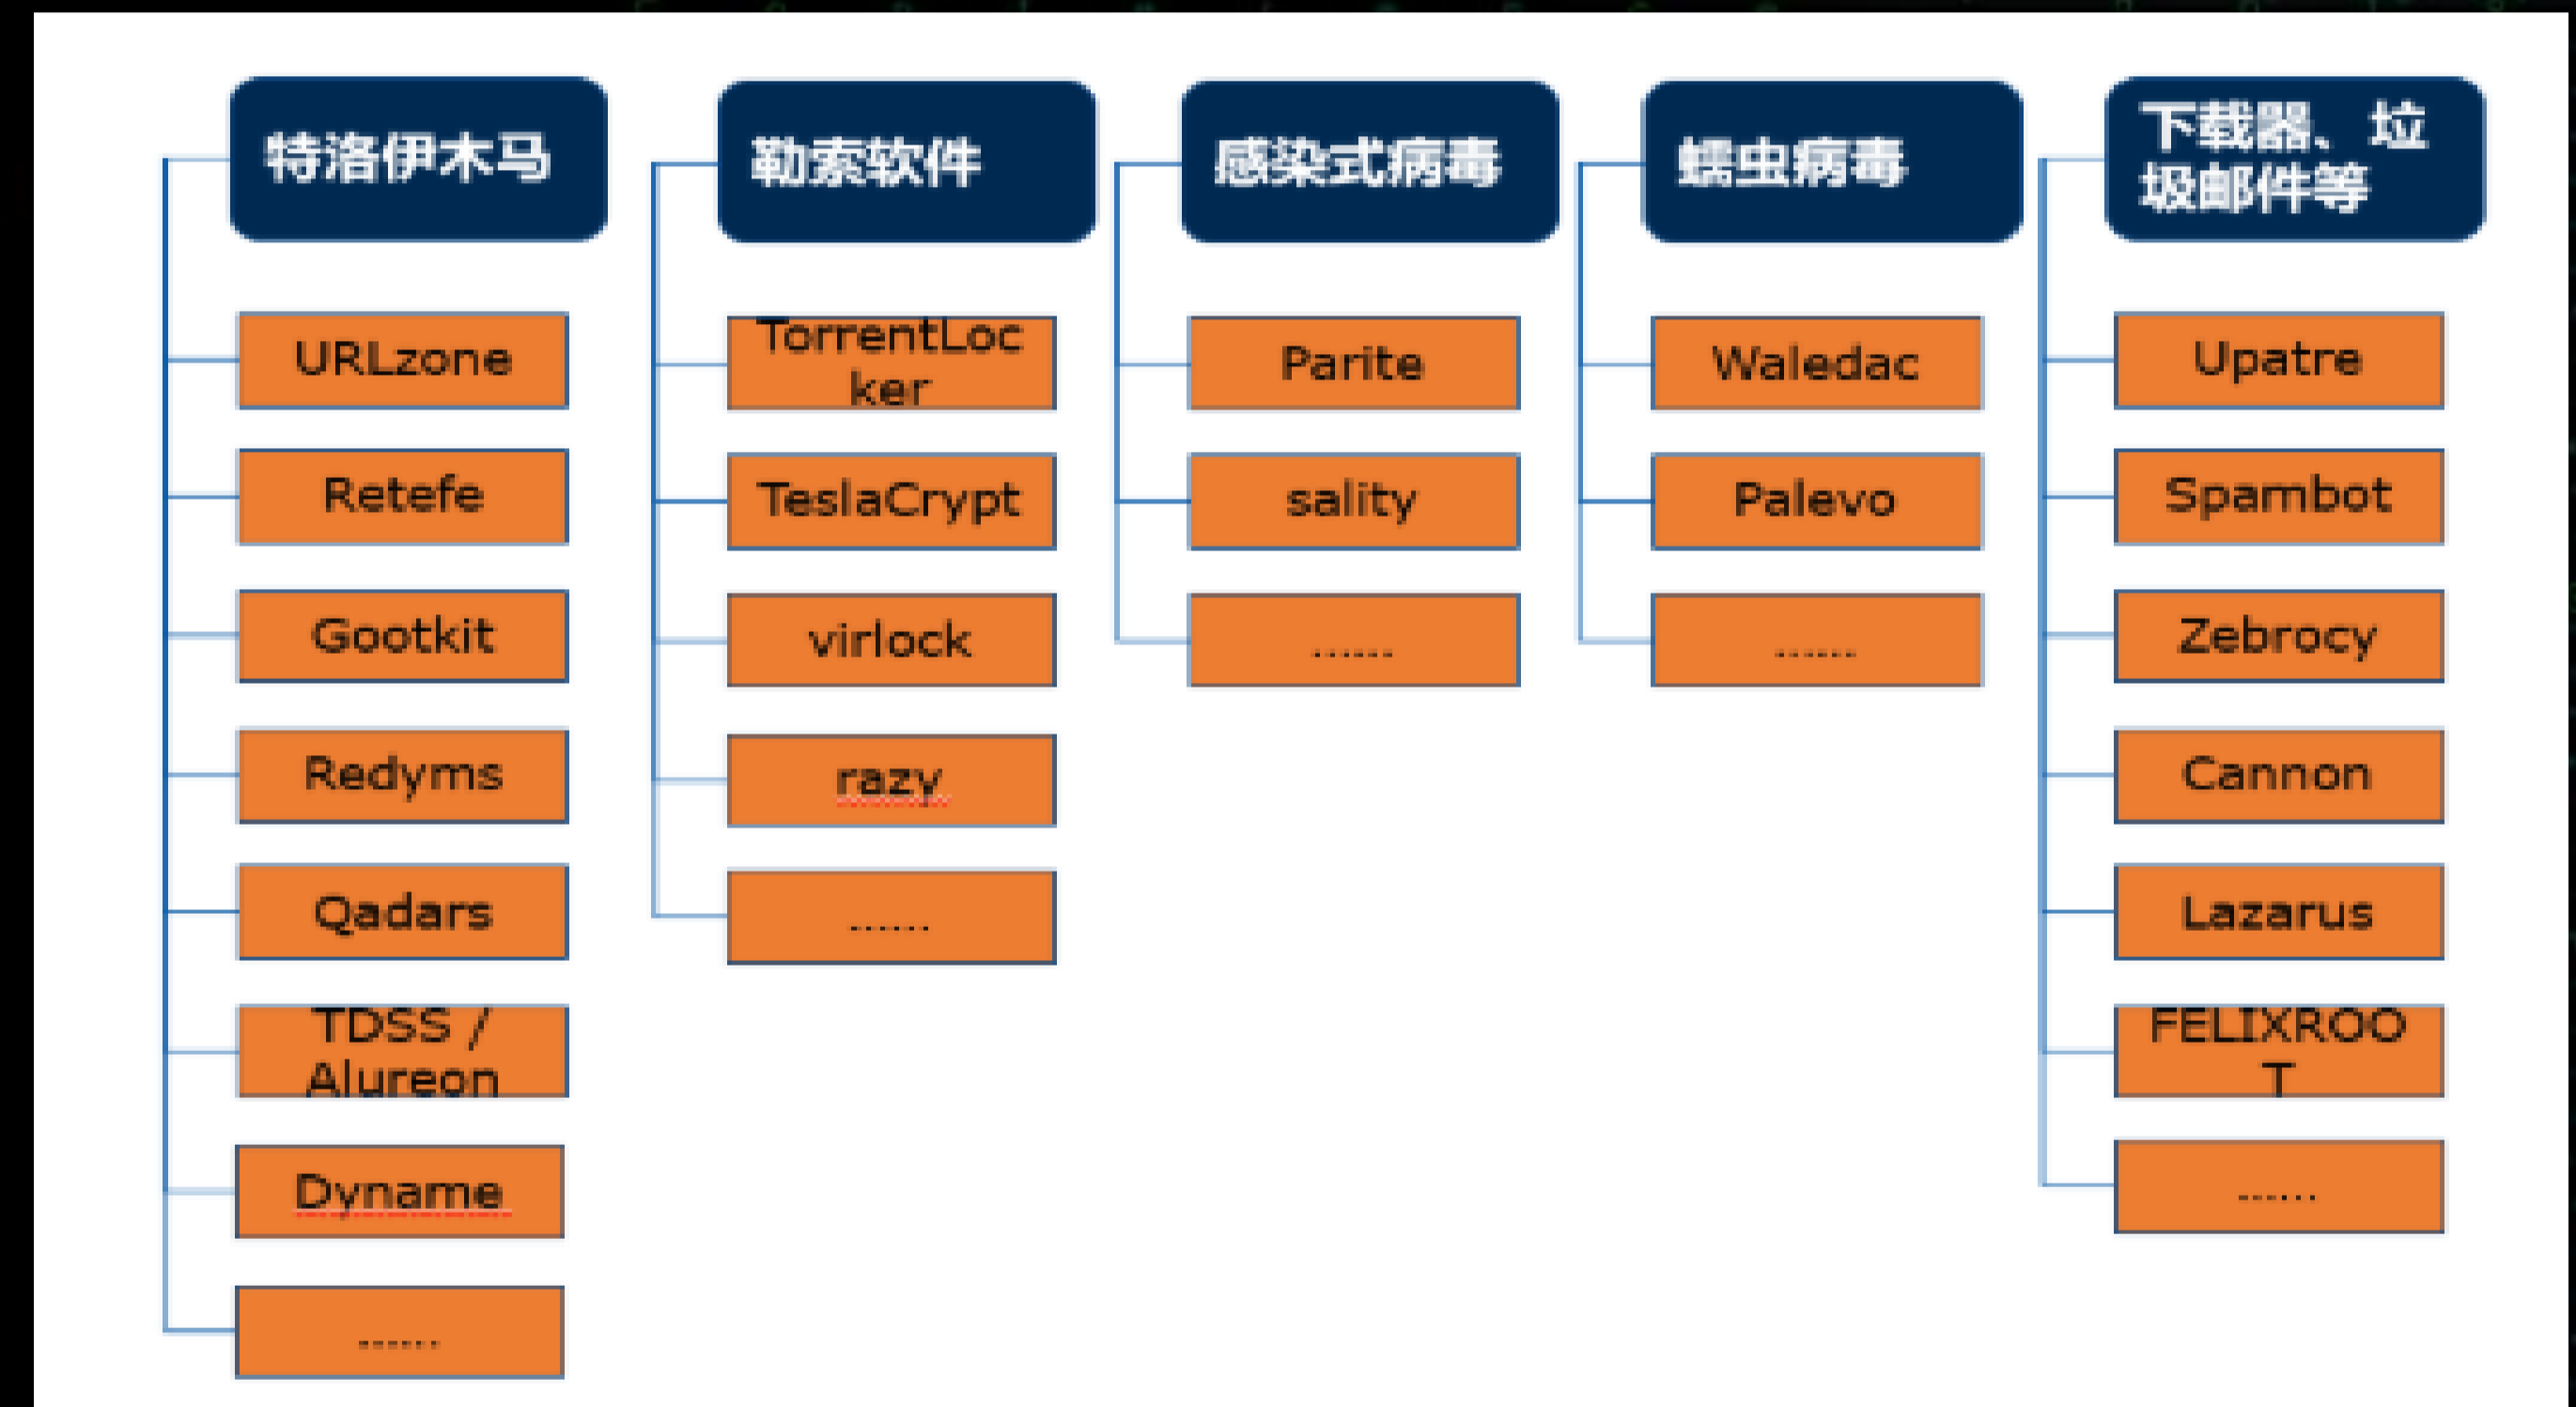 特洛伊木马
URLzone
Retefe
Gootkit
Redyms
Qadars
TDSS /
Alureon
Dyname
......
勒索软件
TorrentLoc
ker
TeslaCrypt
virlock
razy
......
感染式病毒
Parite
sality
......
蠕虫病毒
Waledac
Palevo
......
下载器、垃
圾邮件等
Upatre
Spambot
Zebrocy
Cannon
Lazarus
FELIXROO
T
......